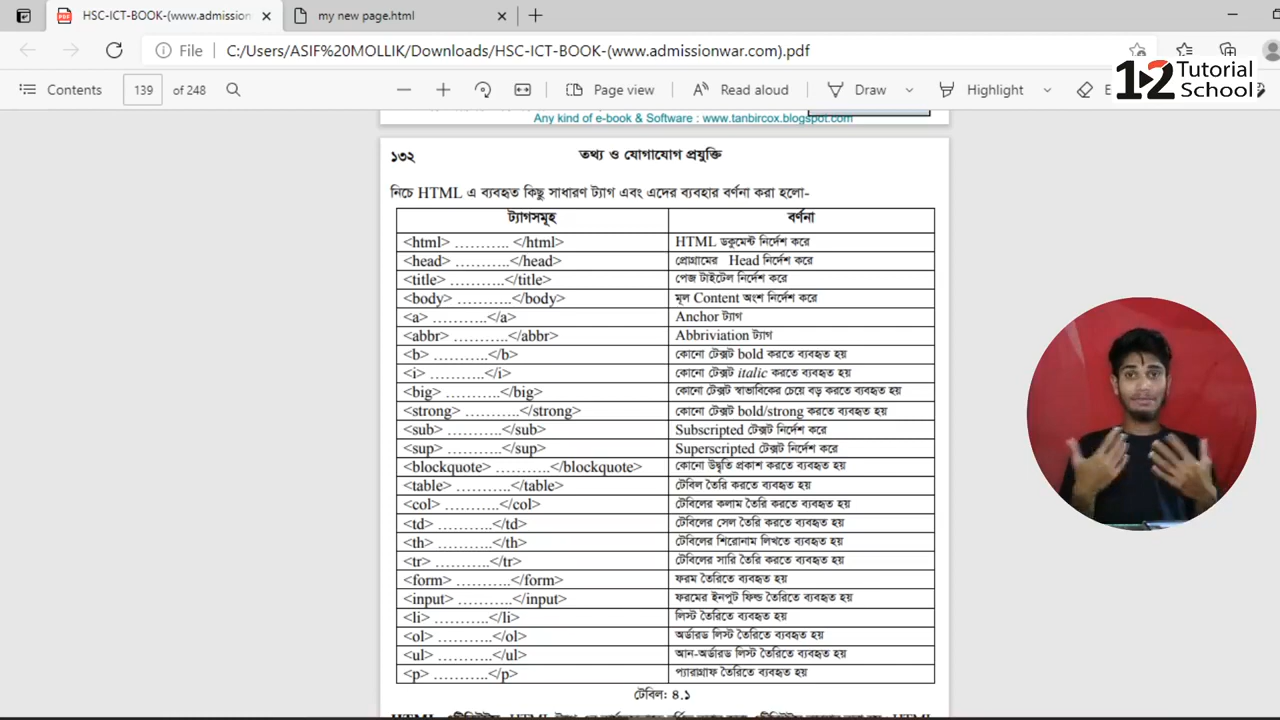 HSC-ICT-BOOK-(www.admissionwar.com)
my new page.html
File C:/Users/ASIF%20MOLLIK/Downloads/HSC-ICT-BOOK-(www.admissionwar.com).pdf
Contents 139 of 248 Page view Read aloud Draw Highlight
12 Tutorial School
Any kind of e-book & Software : www.tanbircox.blogspot.com
১৩২ তথ্য ও যোগাযোগ প্রযুক্তি
নিচে HTML এ ব্যবহৃত কিছু সাধারণ ট্যাগ এবং এদের ব্যবহার বর্ণনা করা হলো-
ট্যাগসমূহ বর্ণনা
<html> ……….. </html> HTML ডকুমেন্ট নির্দেশ করে
<head> ………..</head> প্রোগ্রামের Head নির্দেশ করে
<title> ………..</title> পেজ টাইটেল নির্দেশ করে
<body> ………..</body> মূল Content অংশ নির্দেশ করে
<a> ………..</a> Anchor ট্যাগ
<abbr> ………..</abbr> Abbriviation ট্যাগ
<b> ………..</b> কোনো টেক্সট bold করতে ব্যবহৃত হয়
<i> ………..</i> কোনো টেক্সট italic করতে ব্যবহৃত হয়
<big> ………..</big> কোনো টেক্সট স্বাভাবিকের চেয়ে বড় করতে ব্যবহৃত হয়
<strong> ………..</strong> কোনো টেক্সট bold/strong করতে ব্যবহৃত হয়
<sub> ………..</sub> Subscripted টেক্সট নির্দেশ করে
<sup> ………..</sup> Superscripted টেক্সট নির্দেশ করে
<blockquote> ………..</blockquote> কোনো উদ্ধৃতি প্রকাশ করতে ব্যবহৃত হয়
<table> ………..</table> টেবিল তৈরি করতে ব্যবহৃত হয়
<col> ………..</col> টেবিলের কলাম তৈরি করতে ব্যবহৃত হয়
<td> ………..</td> টেবিলের সেল তৈরি করতে ব্যবহৃত হয়
<th> ………..</th> টেবিলের শিরোনাম লিখতে ব্যবহৃত হয়
<tr> ………..</tr> টেবিলের সারি তৈরি করতে ব্যবহৃত হয়
<form> ………..</form> ফরম তৈরিতে ব্যবহৃত হয়
<input> ………..</input> ফরমের ইনপুট ফিল্ড তৈরিতে ব্যবহৃত হয়
<li> ………..</li> লিস্ট তৈরিতে ব্যবহৃত হয়
<ol> ………..</ol> অর্ডারড লিস্ট তৈরিতে ব্যবহৃত হয়
<ul> ………..</ul> আন-অর্ডারড লিস্ট তৈরিতে ব্যবহৃত হয়
<p> ………..</p> প্যারাগ্রাফ তৈরিতে ব্যবহৃত হয়
টেবিল: ৪.১